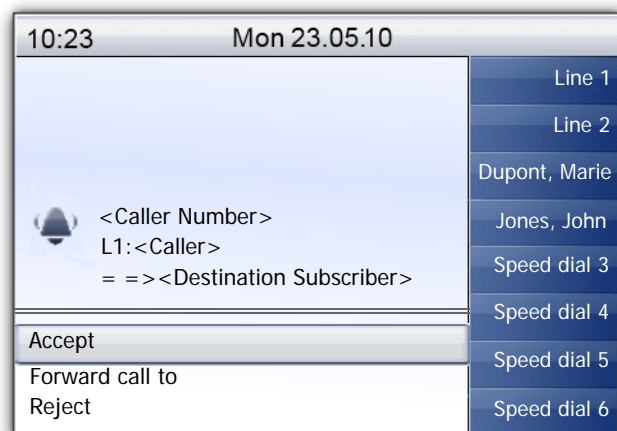 10:23 Mon 23.05.10
<Caller Number>
L1:<Caller>
= =><Destination Subscriber>
Accept
Forward call to
Reject
Line 1
Line 2
Dupont, Marie
Jones, John
Speed dial 3
Speed dial 4
Speed dial 5
Speed dial 6